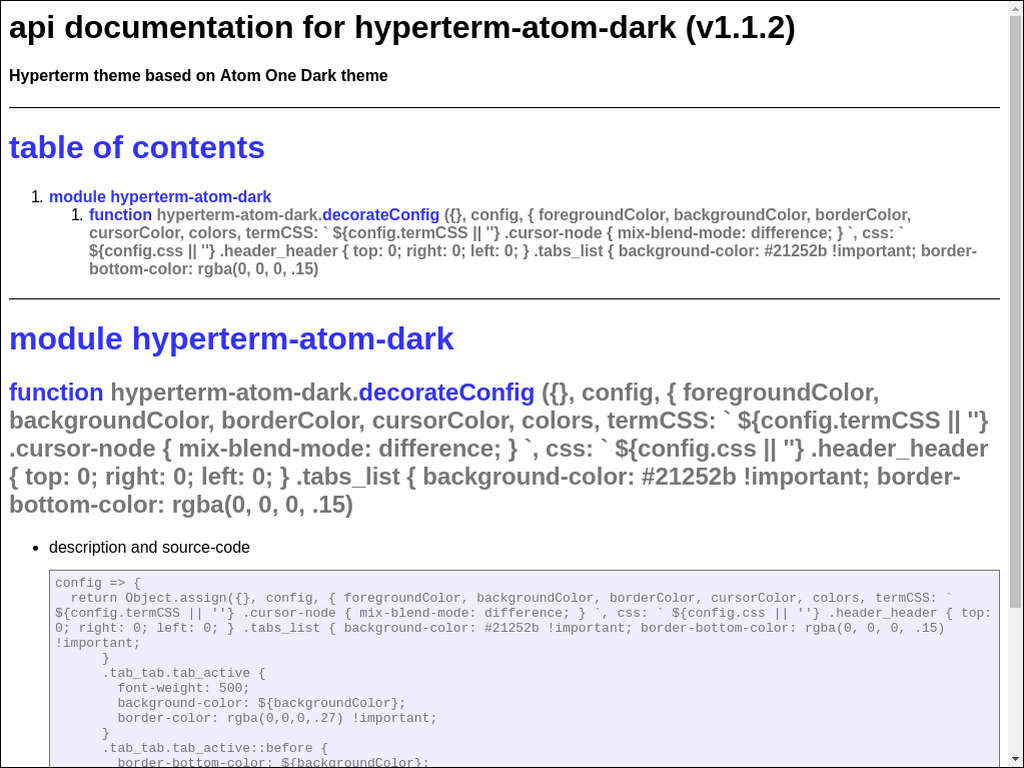 api documentation for hyperterm-atom-dark (v1.1.2)
Hyperterm theme based on Atom One Dark theme
table of contents
1. module hyperterm-atom-dark
1. function hyperterm-atom-dark.decorateConfig ({}, config, { foregroundColor, backgroundColor, borderColor,
cursorColor, colors, termCSS: ` ${config.termCSS || ''} .cursor-node { mix-blend-mode: difference; } `, css: `
${config.css || ''} .header_header { top: 0; right: 0; left: 0; } .tabs_list { background-color: #21252b !important; border-
bottom-color: rgba(0, 0, 0, .15)
module hyperterm-atom-dark
function hyperterm-atom-dark.decorateConfig ({}, config, { foregroundColor,
backgroundColor, borderColor, cursorColor, colors, termCSS: ` ${config.termCSS || ''}
.cursor-node { mix-blend-mode: difference; } `, css: ` ${config.css || ''} .header_header
{ top: 0; right: 0; left: 0; } .tabs_list { background-color: #21252b !important; border-
bottom-color: rgba(0, 0, 0, .15)
• description and source-code
config => {
  return Object.assign({}, config, { foregroundColor, backgroundColor, borderColor, cursorColor, colors, termCSS: `
${config.termCSS || ''} .cursor-node { mix-blend-mode: difference; } `, css: ` ${config.css || ''} .header_header { top:
0; right: 0; left: 0; } .tabs_list { background-color: #21252b !important; border-bottom-color: rgba(0, 0, 0, .15)
!important;
      }
      .tab_tab.tab_active {
        font-weight: 500;
        background-color: ${backgroundColor};
        border-color: rgba(0,0,0,.27) !important;
      }
      .tab_tab.tab_active::before {
        border-bottom-color: ${backgroundColor};